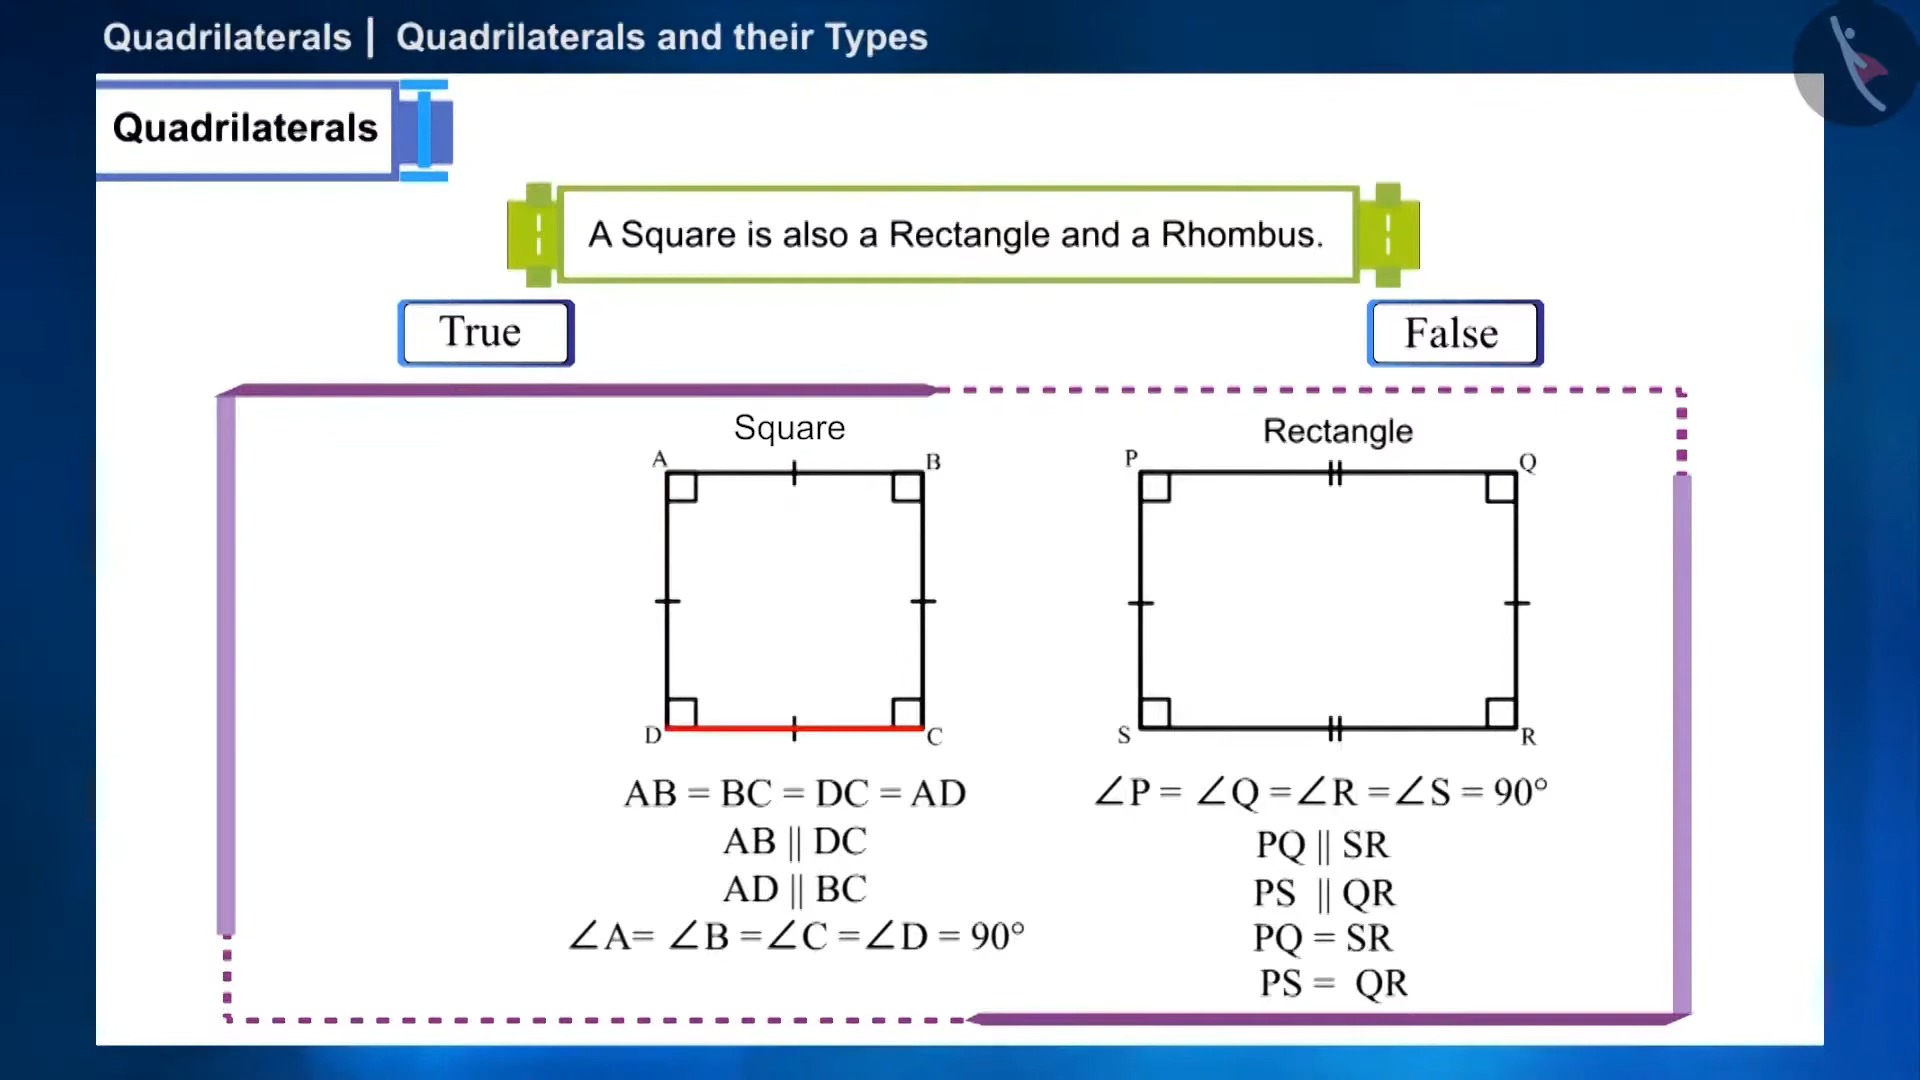 Quadrilaterals | Quadrilaterals and their Types
Quadrilaterals
A Square is also a Rectangle and a Rhombus.
True
False
Square
A
B
D
C
AB = BC = DC = AD
AB || DC
AD || BC
∠A= ∠B =∠C =∠D = 90°
Rectangle
P
Q
S
R
∠P = ∠Q =∠R =∠S = 90°
PQ || SR
PS || QR
PQ = SR
PS = QR